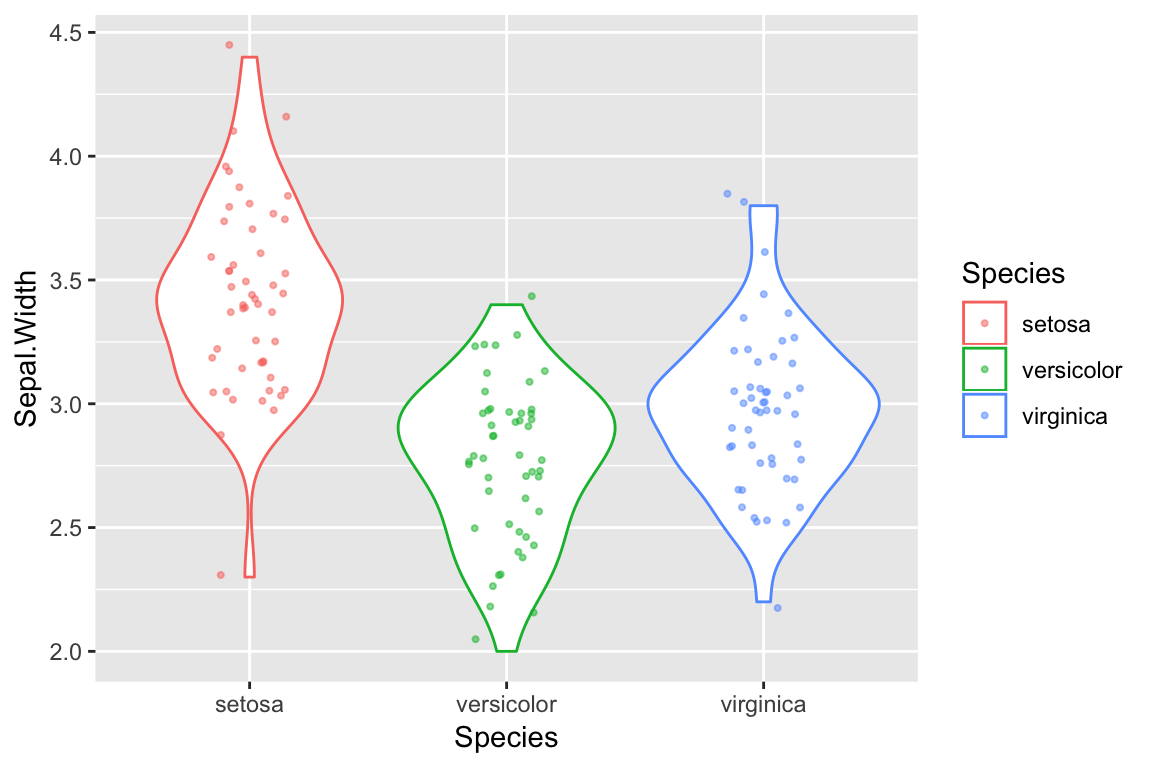 Sepal.Width
4.5
4.0
3.5
3.0
2.5
2.0
setosa
versicolor
virginica
Species
Species
setosa
versicolor
virginica